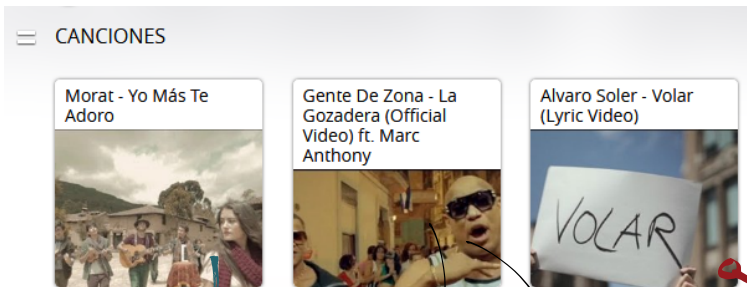 CANCIONES
Morat - Yo Más Te
Adoro
Gente De Zona - La
Gozadera (Official
Video) ft. Marc
Anthony
Alvaro Soler - Volar
(Lyric Video)
VOLAR